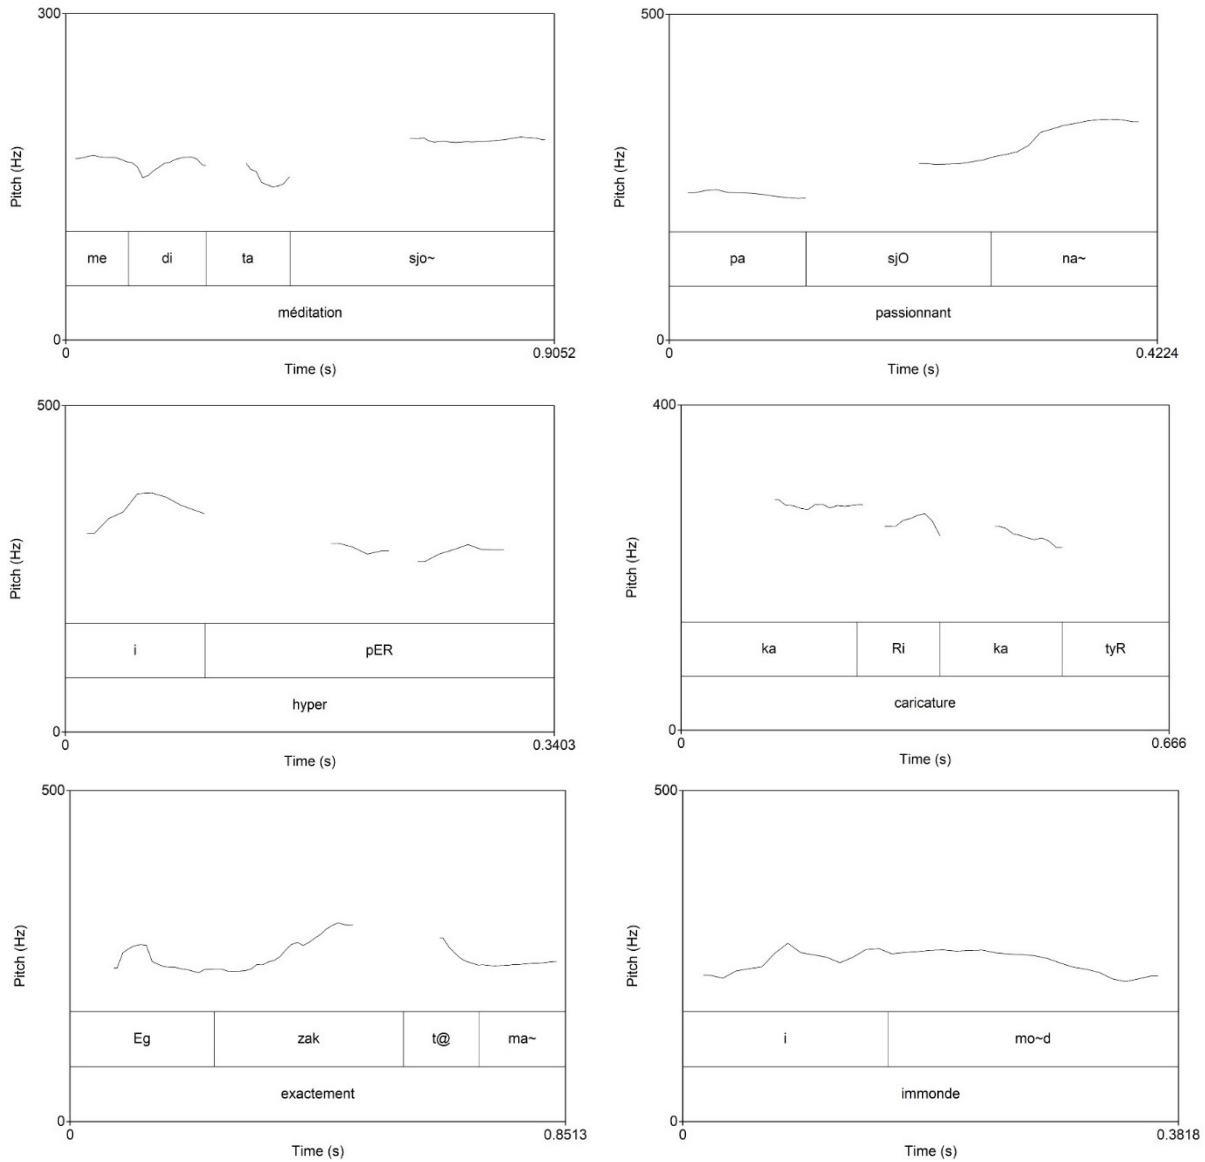 300
Pitch (Hz)
me di ta sjo~
méditation
0
0 0.9052
Time (s)
500
Pitch (Hz)
pa sjO na~
passionnant
0
0 0.4224
Time (s)
500
Pitch (Hz)
i pER
hyper
0
0 0.3403
Time (s)
400
Pitch (Hz)
ka Ri ka tyR
caricature
0
0 0.666
Time (s)
500
Pitch (Hz)
Eg zak t@ ma~
exactement
0
0 0.8513
Time (s)
500
Pitch (Hz)
i mo~d
immonde
0
0 0.3818
Time (s)